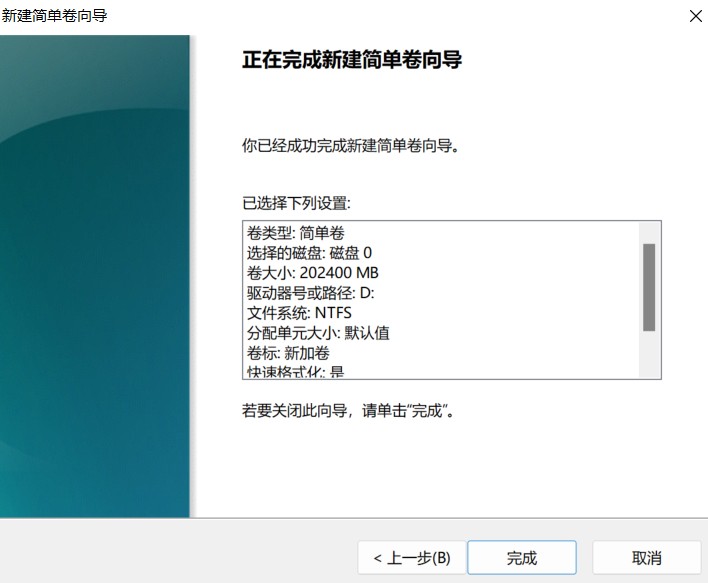 新建简单卷向导
正在完成新建简单卷向导
你已经成功完成新建简单卷向导。
已选择下列设置:
卷类型: 简单卷
选择的磁盘: 磁盘 0
卷大小: 202400 MB
驱动器号或路径: D:
文件系统: NTFS
分配单元大小: 默认值
卷标: 新加卷
快速格式化: 是
若要关闭此向导，请单击"完成"。
< 上一步(B)
完成
取消